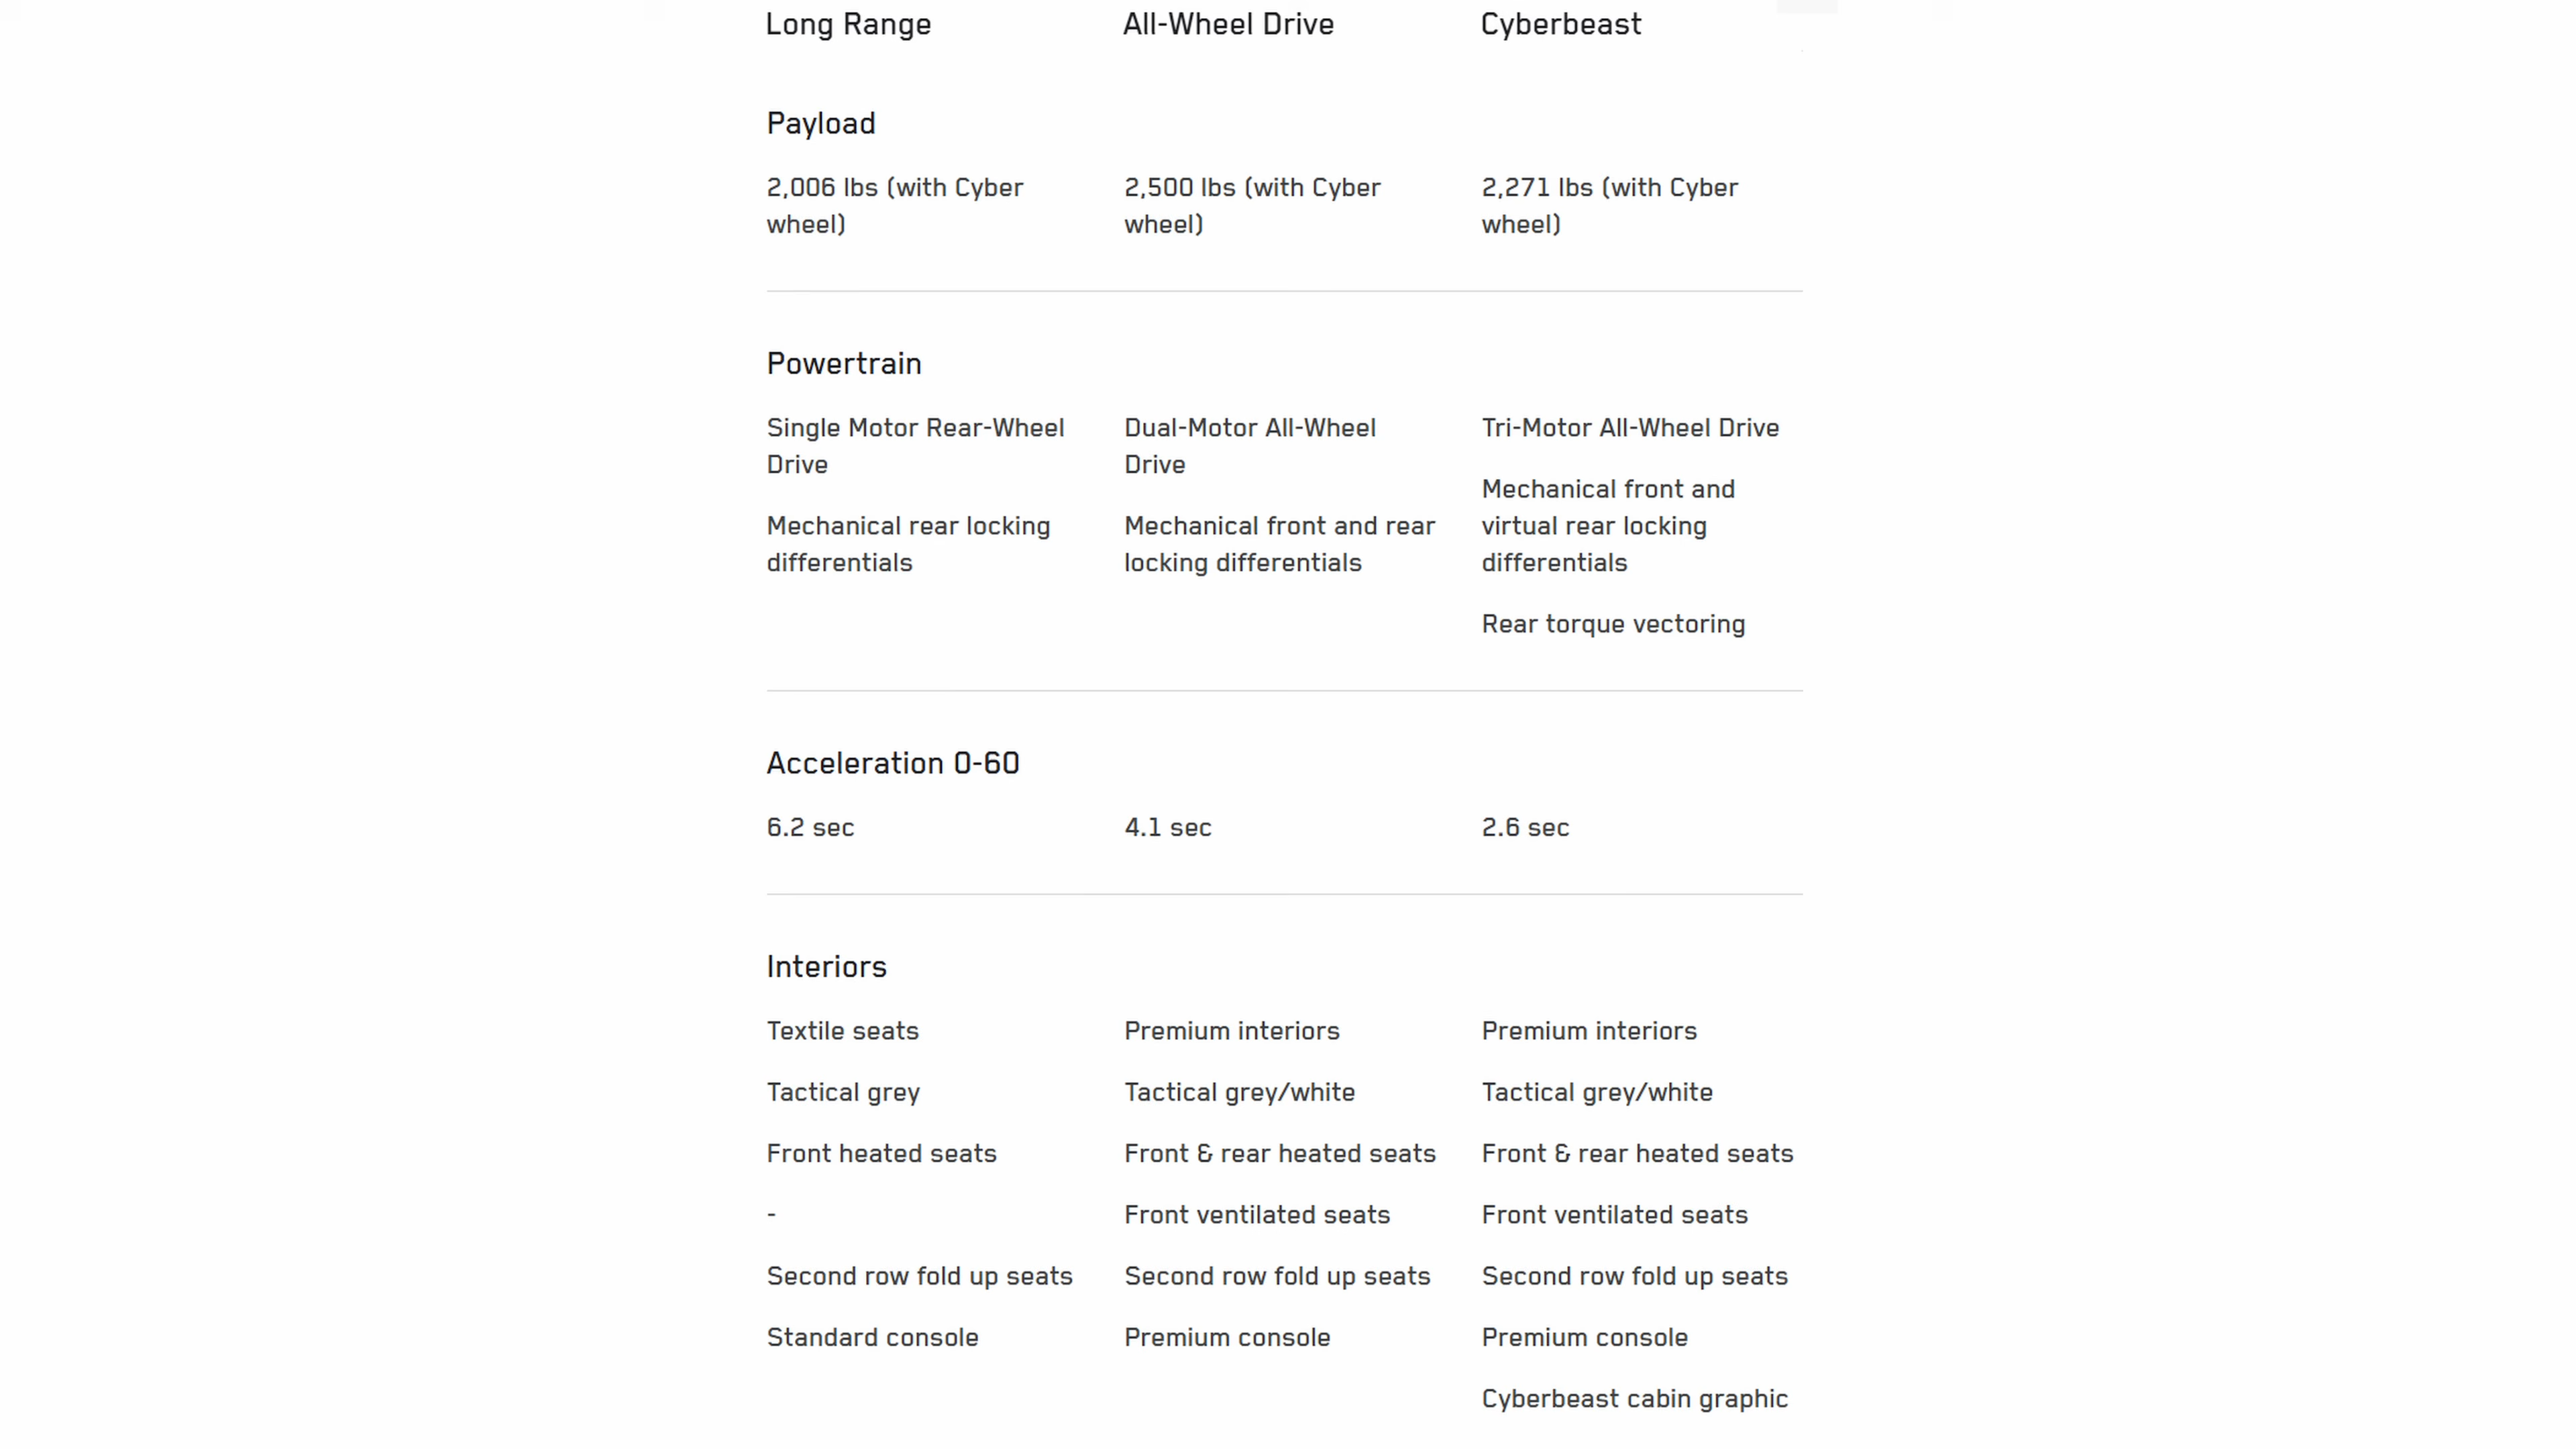 Long Range
All-Wheel Drive
Cyberbeast
Payload
2,006 lbs (with Cyber
wheel)
2,500 lbs (with Cyber
wheel)
2,271 lbs (with Cyber
wheel)
Powertrain
Single Motor Rear-Wheel
Drive
Mechanical rear locking
differentials
Dual-Motor All-Wheel
Drive
Mechanical front and rear
locking differentials
Tri-Motor All-Wheel Drive
Mechanical front and
virtual rear locking
differentials
Rear torque vectoring
Acceleration 0-60
6.2 sec
4.1 sec
2.6 sec
Interiors
Textile seats
Tactical grey
Front heated seats
-
Second row fold up seats
Standard console
Premium interiors
Tactical grey/white
Front & rear heated seats
Front ventilated seats
Second row fold up seats
Premium console
Premium interiors
Tactical grey/white
Front & rear heated seats
Front ventilated seats
Second row fold up seats
Premium console
Cyberbeast cabin graphic